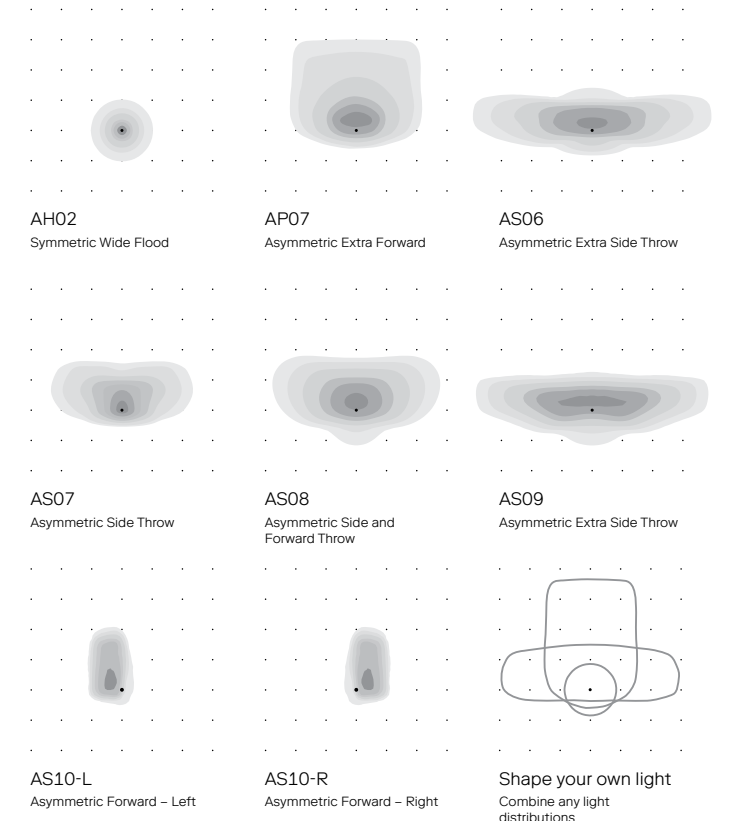 AH02
Symmetric Wide Flood
AP07
Asymmetric Extra Forward
AS06
Asymmetric Extra Side Throw
AS07
Asymmetric Side Throw
AS08
Asymmetric Side and
Forward Throw
AS09
Asymmetric Extra Side Throw
AS10-L
Asymmetric Forward – Left
AS10-R
Asymmetric Forward – Right
Shape your own light
Combine any light
distributions